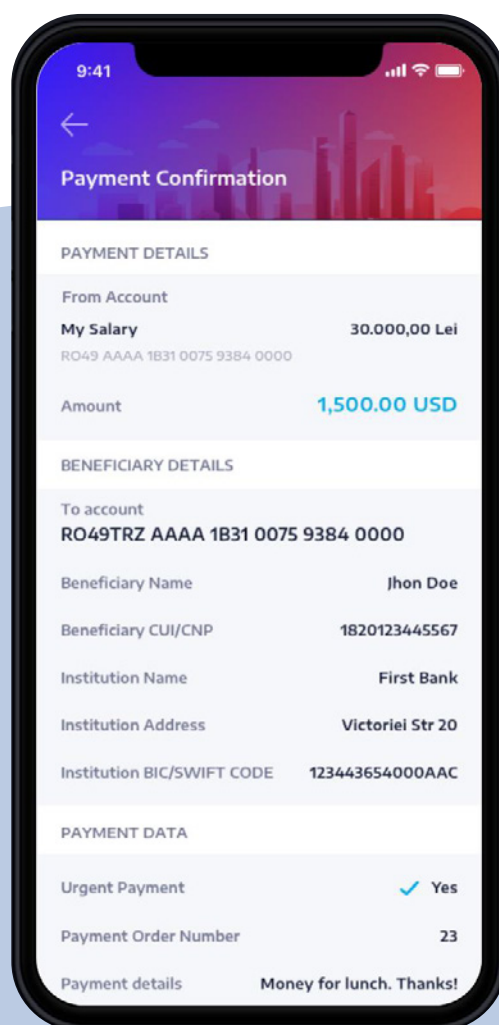 9:41
Payment Confirmation
PAYMENT DETAILS
From Account
My Salary 30.000,00 Lei
RO49 AAAA 1B31 0075 9384 0000
Amount 1,500.00 USD
BENEFICIARY DETAILS
To account
RO49TRZ AAAA 1B31 0075 9384 0000
Beneficiary Name Jhon Doe
Beneficiary CUI/CNP 1820123445567
Institution Name First Bank
Institution Address Victoriei Str 20
Institution BIC/SWIFT CODE 123443654000AAC
PAYMENT DATA
Urgent Payment Yes
Payment Order Number 23
Payment details Money for lunch. Thanks!